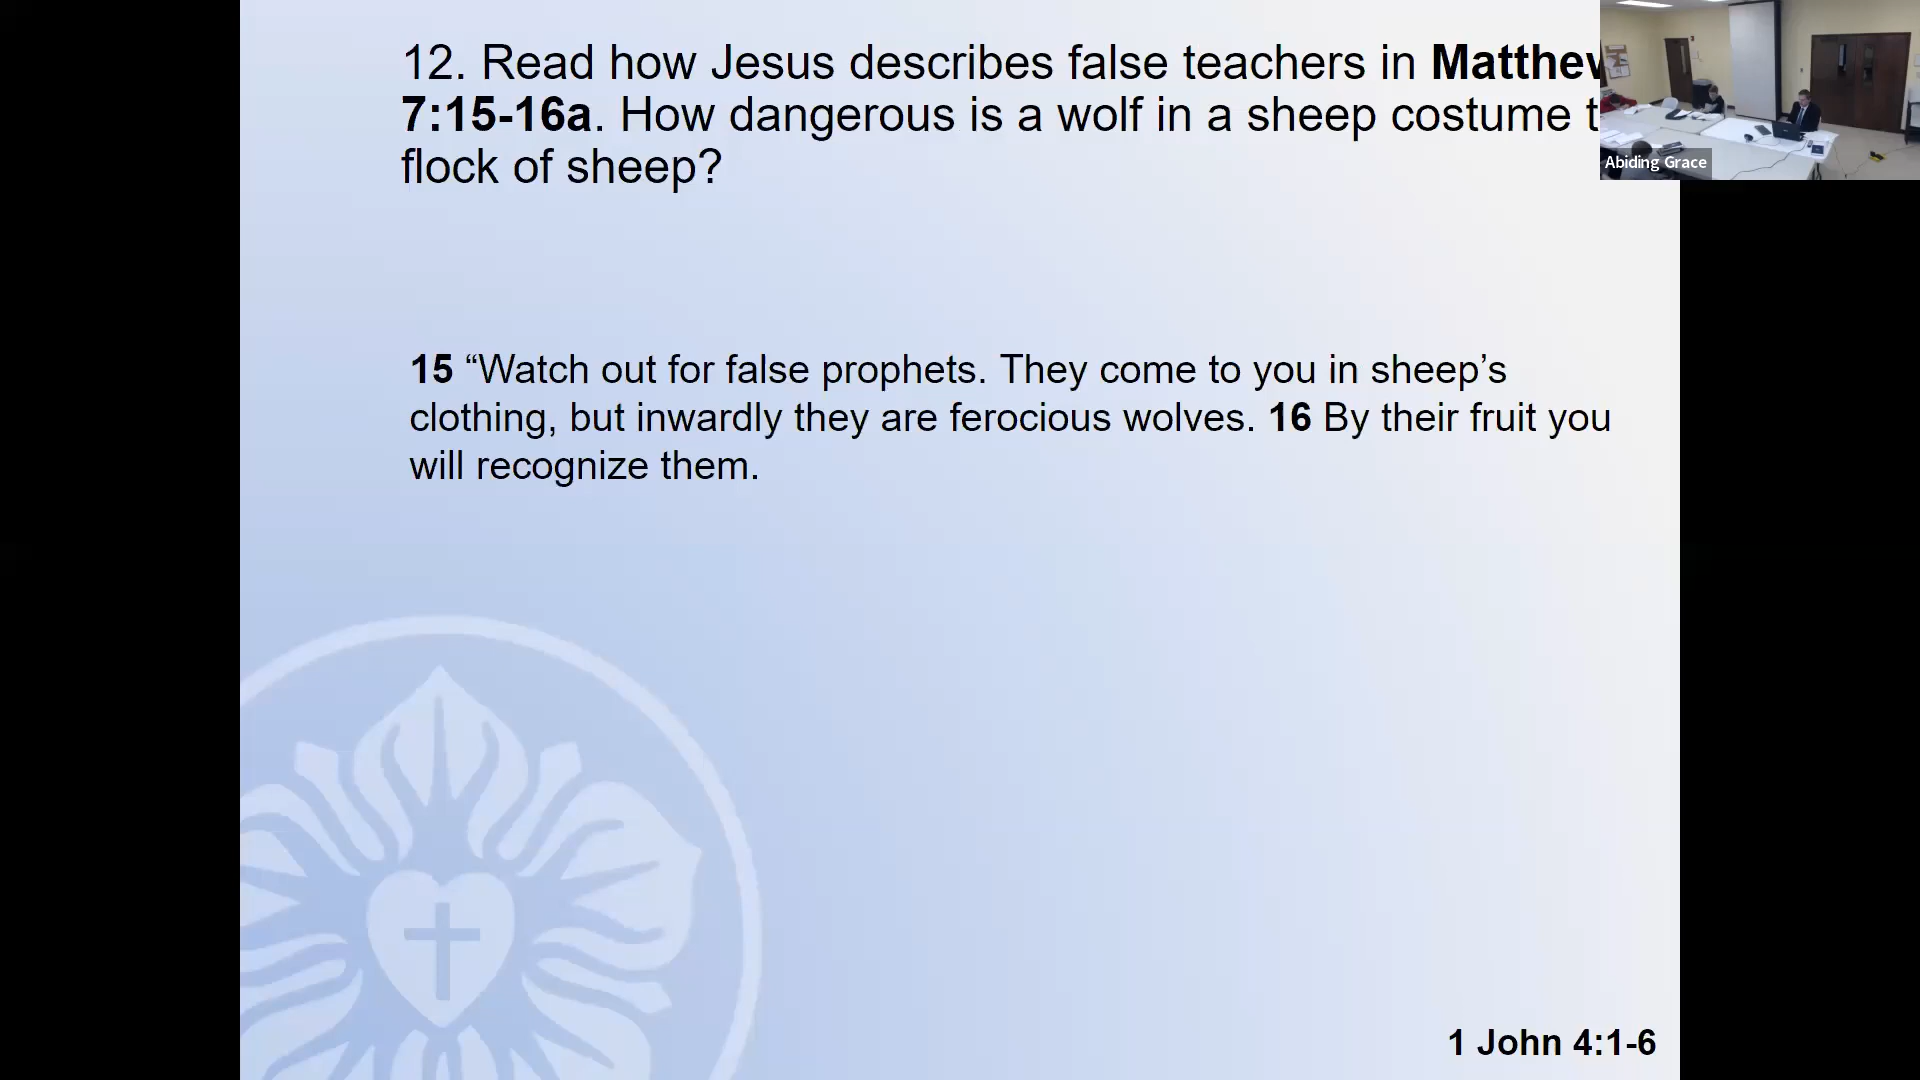 12. Read how Jesus describes false teachers in Matthew
7:15-16a. How dangerous is a wolf in a sheep costume t
flock of sheep?
Abiding Grace
15 “Watch out for false prophets. They come to you in sheep’s
clothing, but inwardly they are ferocious wolves. 16 By their fruit you
will recognize them.
1 John 4:1-6